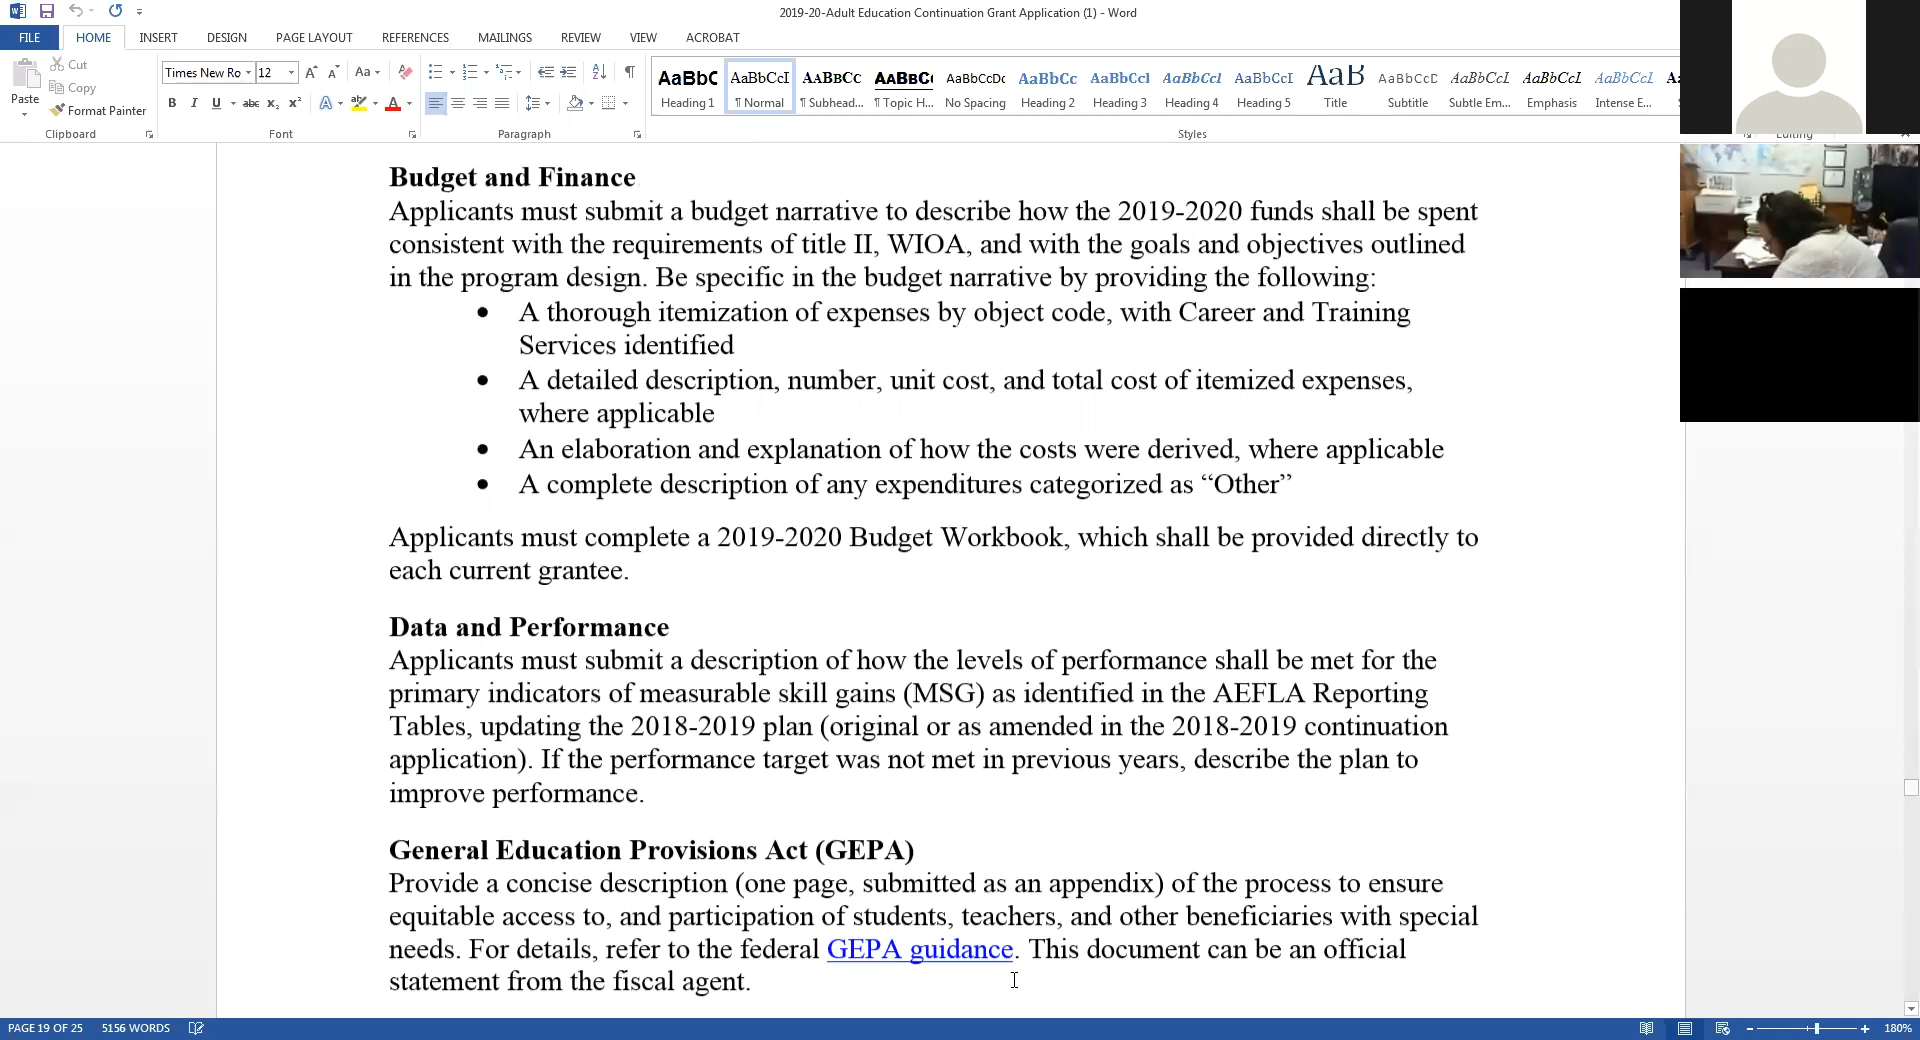 2019-20-Adult Education Continuation Grant Application (1) - Word
FILE HOME INSERT DESIGN PAGE LAYOUT REFERENCES MAILINGS REVIEW VIEW ACROBAT
Paste
Cut
Copy
Format Painter
Times New Ro 12
Aa
B I U abc x₂ x² A ab A
AaBbC AaBbCcI AABBCC AaBbC AaBbCcDc AaBbCc AaBbCcI AaBbCcI AaBbCcI AaB AaBbCcD AaBbCcL AaBbCcL AaBbCcL
Heading 1 ¶ Normal ¶ Subhead... ¶ Topic H... No Spacing Heading 2 Heading 3 Heading 4 Heading 5 Title Subtitle Subtle Em... Emphasis Intense E...
Clipboard Font Paragraph Styles Editing
Budget and Finance
Applicants must submit a budget narrative to describe how the 2019-2020 funds shall be spent
consistent with the requirements of title II, WIOA, and with the goals and objectives outlined
in the program design. Be specific in the budget narrative by providing the following:
• A thorough itemization of expenses by object code, with Career and Training
Services identified
• A detailed description, number, unit cost, and total cost of itemized expenses,
where applicable
• An elaboration and explanation of how the costs were derived, where applicable
• A complete description of any expenditures categorized as “Other”
Applicants must complete a 2019-2020 Budget Workbook, which shall be provided directly to
each current grantee.
Data and Performance
Applicants must submit a description of how the levels of performance shall be met for the
primary indicators of measurable skill gains (MSG) as identified in the AEFLA Reporting
Tables, updating the 2018-2019 plan (original or as amended in the 2018-2019 continuation
application). If the performance target was not met in previous years, describe the plan to
improve performance.
General Education Provisions Act (GEPA)
Provide a concise description (one page, submitted as an appendix) of the process to ensure
equitable access to, and participation of students, teachers, and other beneficiaries with special
needs. For details, refer to the federal GEPA guidance. This document can be an official
statement from the fiscal agent.
PAGE 19 OF 25 5156 WORDS 180%